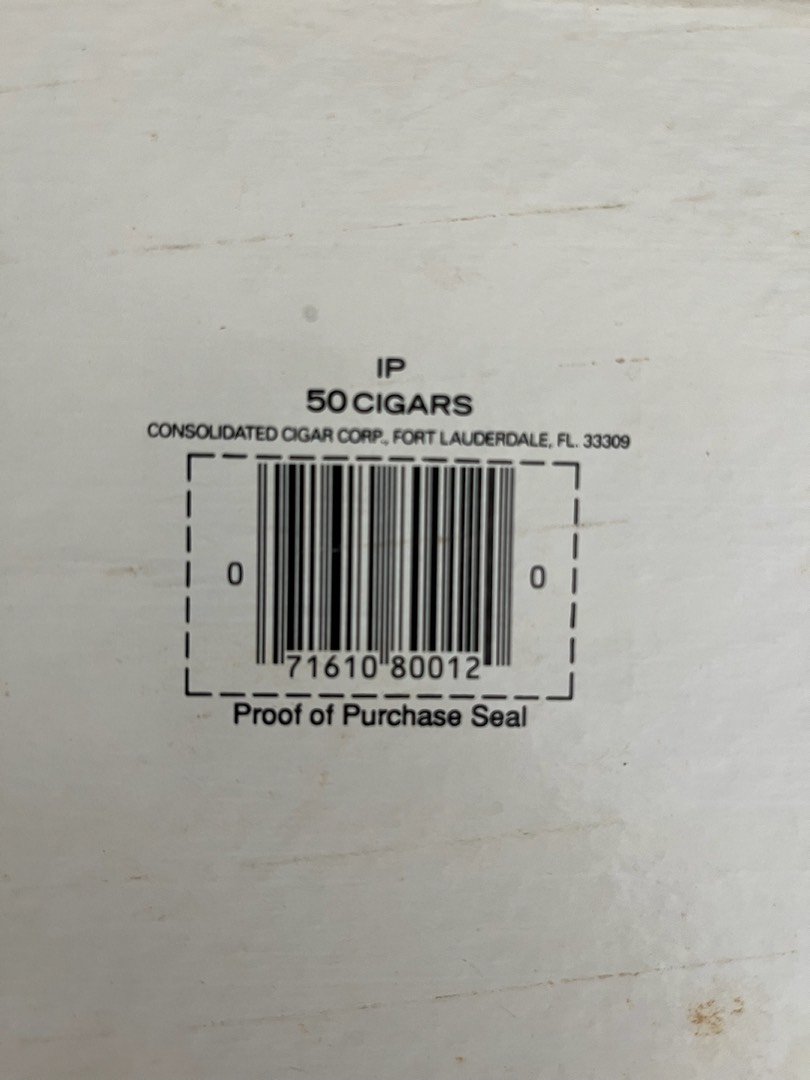 IP
50 CIGARS
CONSOLIDATED CIGAR CORP., FORT LAUDERDALE, FL. 33309
0 71610 80012 0
Proof of Purchase Seal